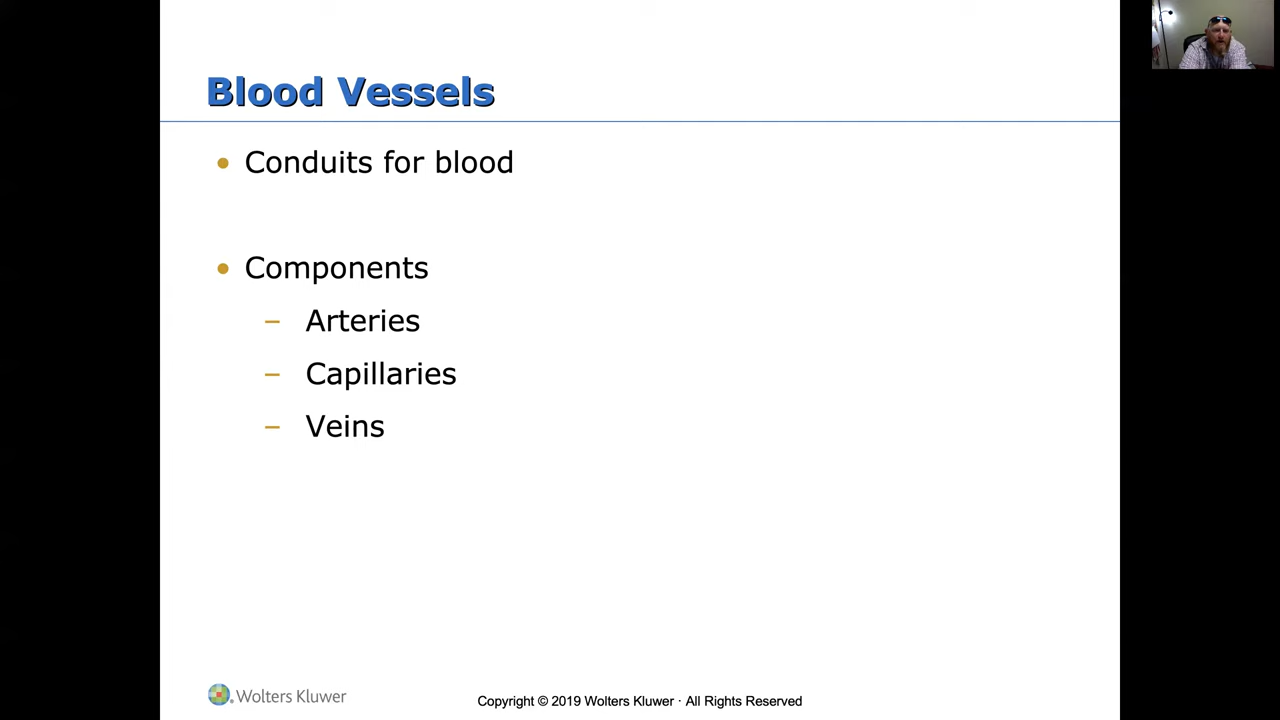 Blood Vessels
• Conduits for blood
• Components
– Arteries
– Capillaries
– Veins
Wolters Kluwer
Copyright © 2019 Wolters Kluwer · All Rights Reserved